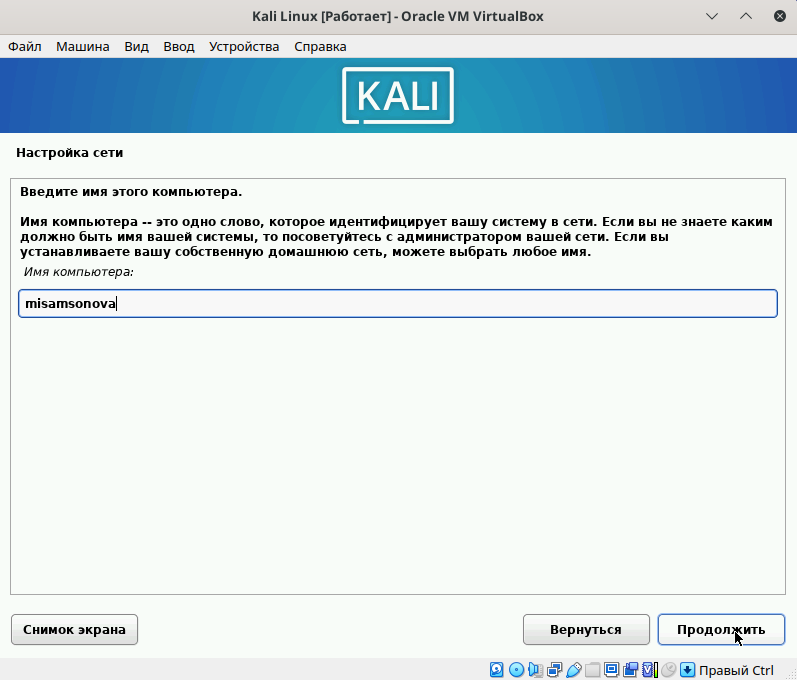 Kali Linux [Работает] - Oracle VM VirtualBox
Файл Машина Вид Ввод Устройства Справка
KALI
Настройка сети
Введите имя этого компьютера.
Имя компьютера -- это одно слово, которое идентифицирует вашу систему в сети. Если вы не знаете каким
должно быть имя вашей системы, то посоветуйтесь с администратором вашей сети. Если вы
устанавливаете вашу собственную домашнюю сеть, можете выбрать любое имя.
Имя компьютера:
misamsonova
Снимок экрана Вернуться Продолжить
Правый Ctrl